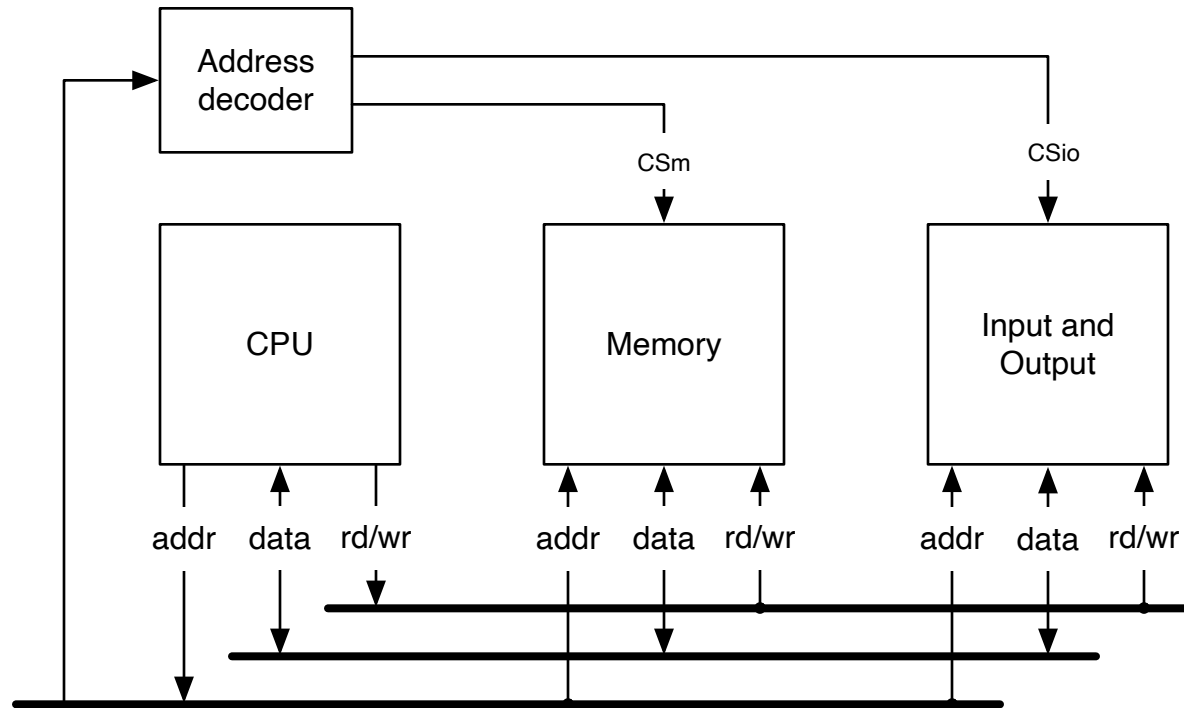 Address
decoder
CSm
CSio
CPU
Memory
Input and
Output
addr data rd/wr addr data rd/wr addr data rd/wr